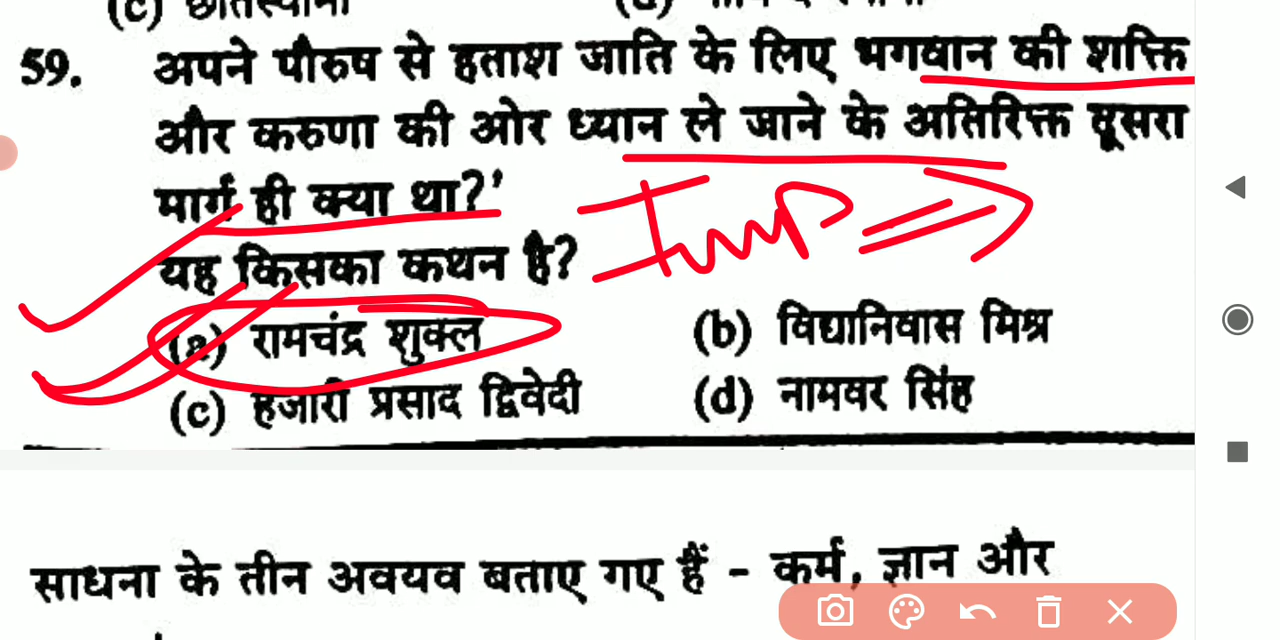 59. अपने पौरुष से हताश जाति के लिए भगवान की शक्ति
और करुणा की ओर ध्यान ले जाने के अतिरिक्त दूसरा
मार्ग ही क्या था?'
Imp
यह किसका कथन है?
(a) रामचंद्र शुक्ल (b) विद्यानिवास मिश्र
(c) हजारी प्रसाद द्विवेदी (d) नामवर सिंह
साधना के तीन अवयव बताए गए हैं - कर्म, ज्ञान और